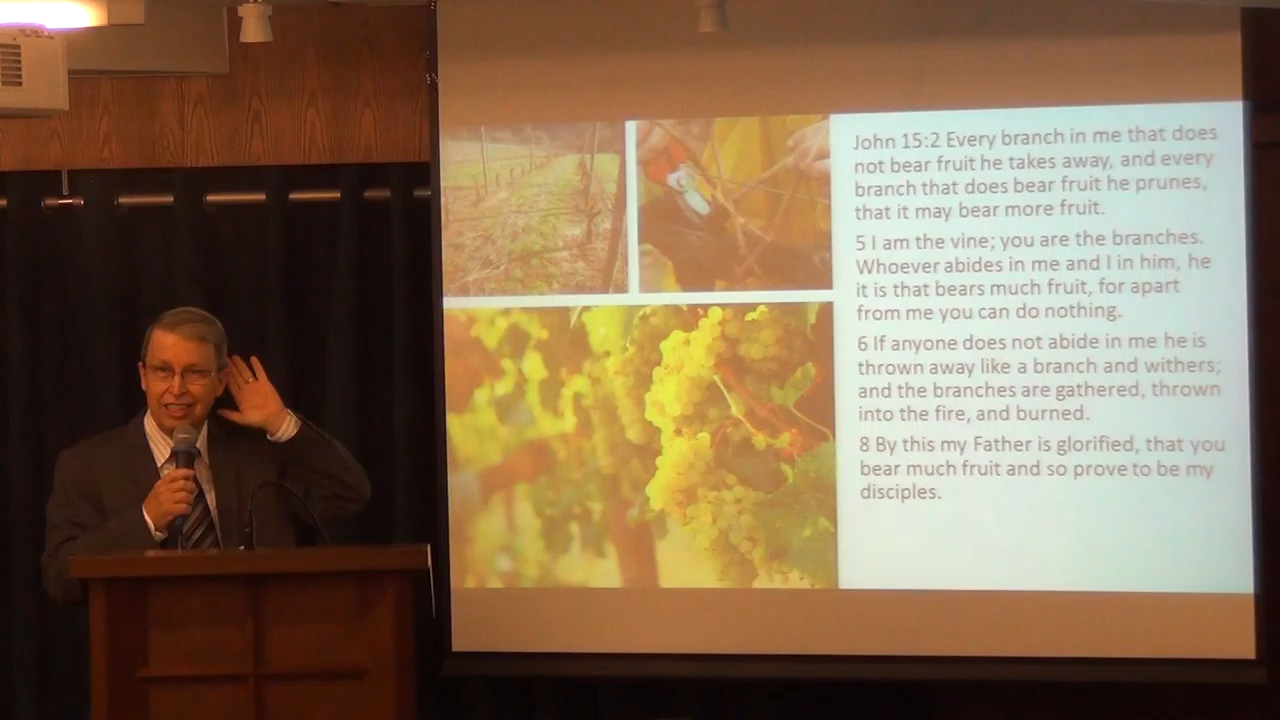 John 15:2 Every branch in me that does
not bear fruit he takes away, and every
branch that does bear fruit he prunes,
that it may bear more fruit.
5 I am the vine; you are the branches.
Whoever abides in me and I in him, he
it is that bears much fruit, for apart
from me you can do nothing.
6 If anyone does not abide in me he is
thrown away like a branch and withers;
and the branches are gathered, thrown
into the fire, and burned.
8 By this my Father is glorified, that you
bear much fruit and so prove to be my
disciples.